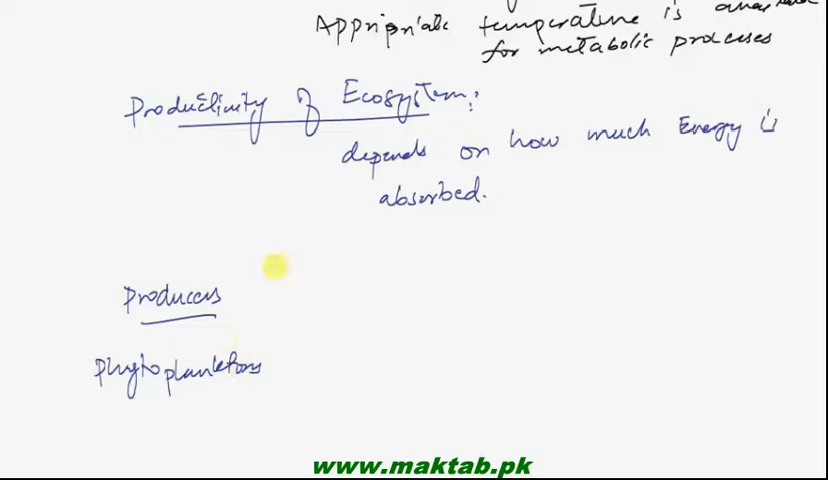 Appripriate temperature is
for metabolic processes
Productivity of Ecosystem:
depends on how much Energy is
absorbed.
Producers
Phytoplanktons
www.maktab.pk